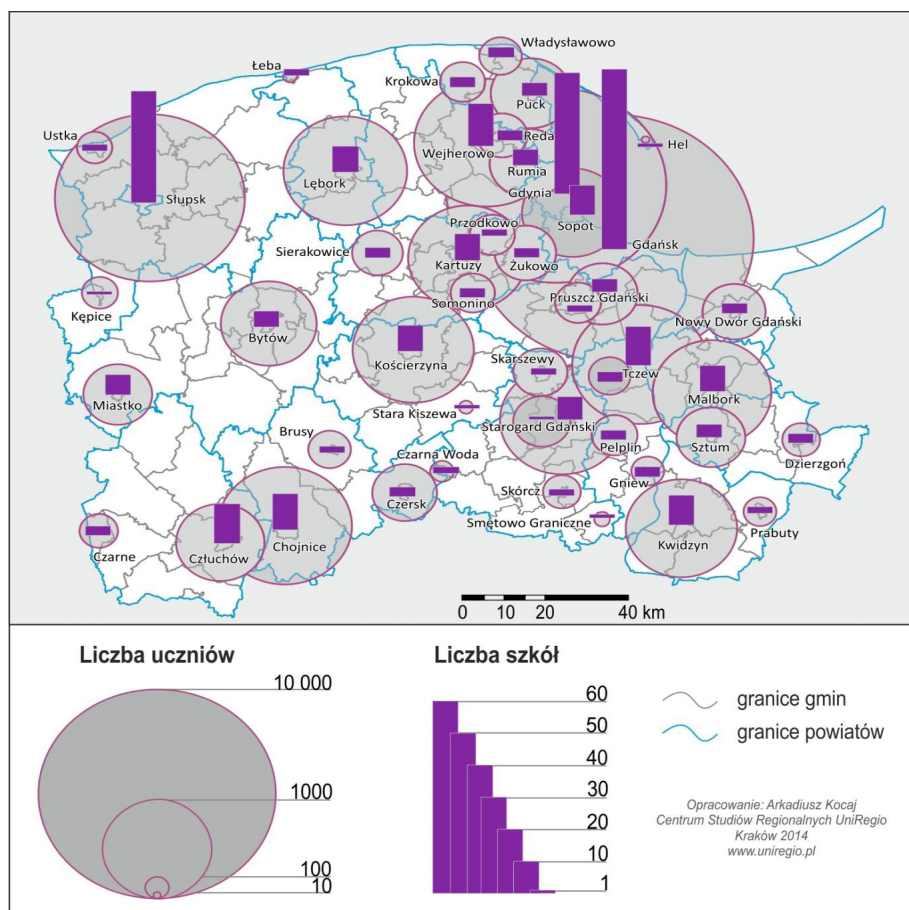 Władysławowo
Łeba
Krokowa
Puck
Ustka
Reda
Hel
Wejherowo
Rumia
Lębork
Słupsk
Gdynia
Sopot
Przodkowo
Gdańsk
Sierakowice
Kartuzy
Żukowo
Kępice
Somonino
Pruszcz Gdański
Nowy Dwór Gdański
Bytów
Kościerzyna
Skarszewy
Tczew
Miastko
Malbork
Stara Kiszewa
Starogard Gdański
Brusy
Pelplin
Sztum
Czarna Woda
Dzierzgoń
Gniew
Czersk
Skórcz
Smętowo Graniczne
Prabuty
Czarne
Człuchów
Chojnice
Kwidzyn
0 10 20 40 km
Liczba uczniów
10 000
1000
100
10
Liczba szkół
60
50
40
30
20
10
1
granice gmin
granice powiatów
Opracowanie: Arkadiusz Kocaj
Centrum Studiów Regionalnych UniRegio
Kraków 2014
www.uniregio.pl